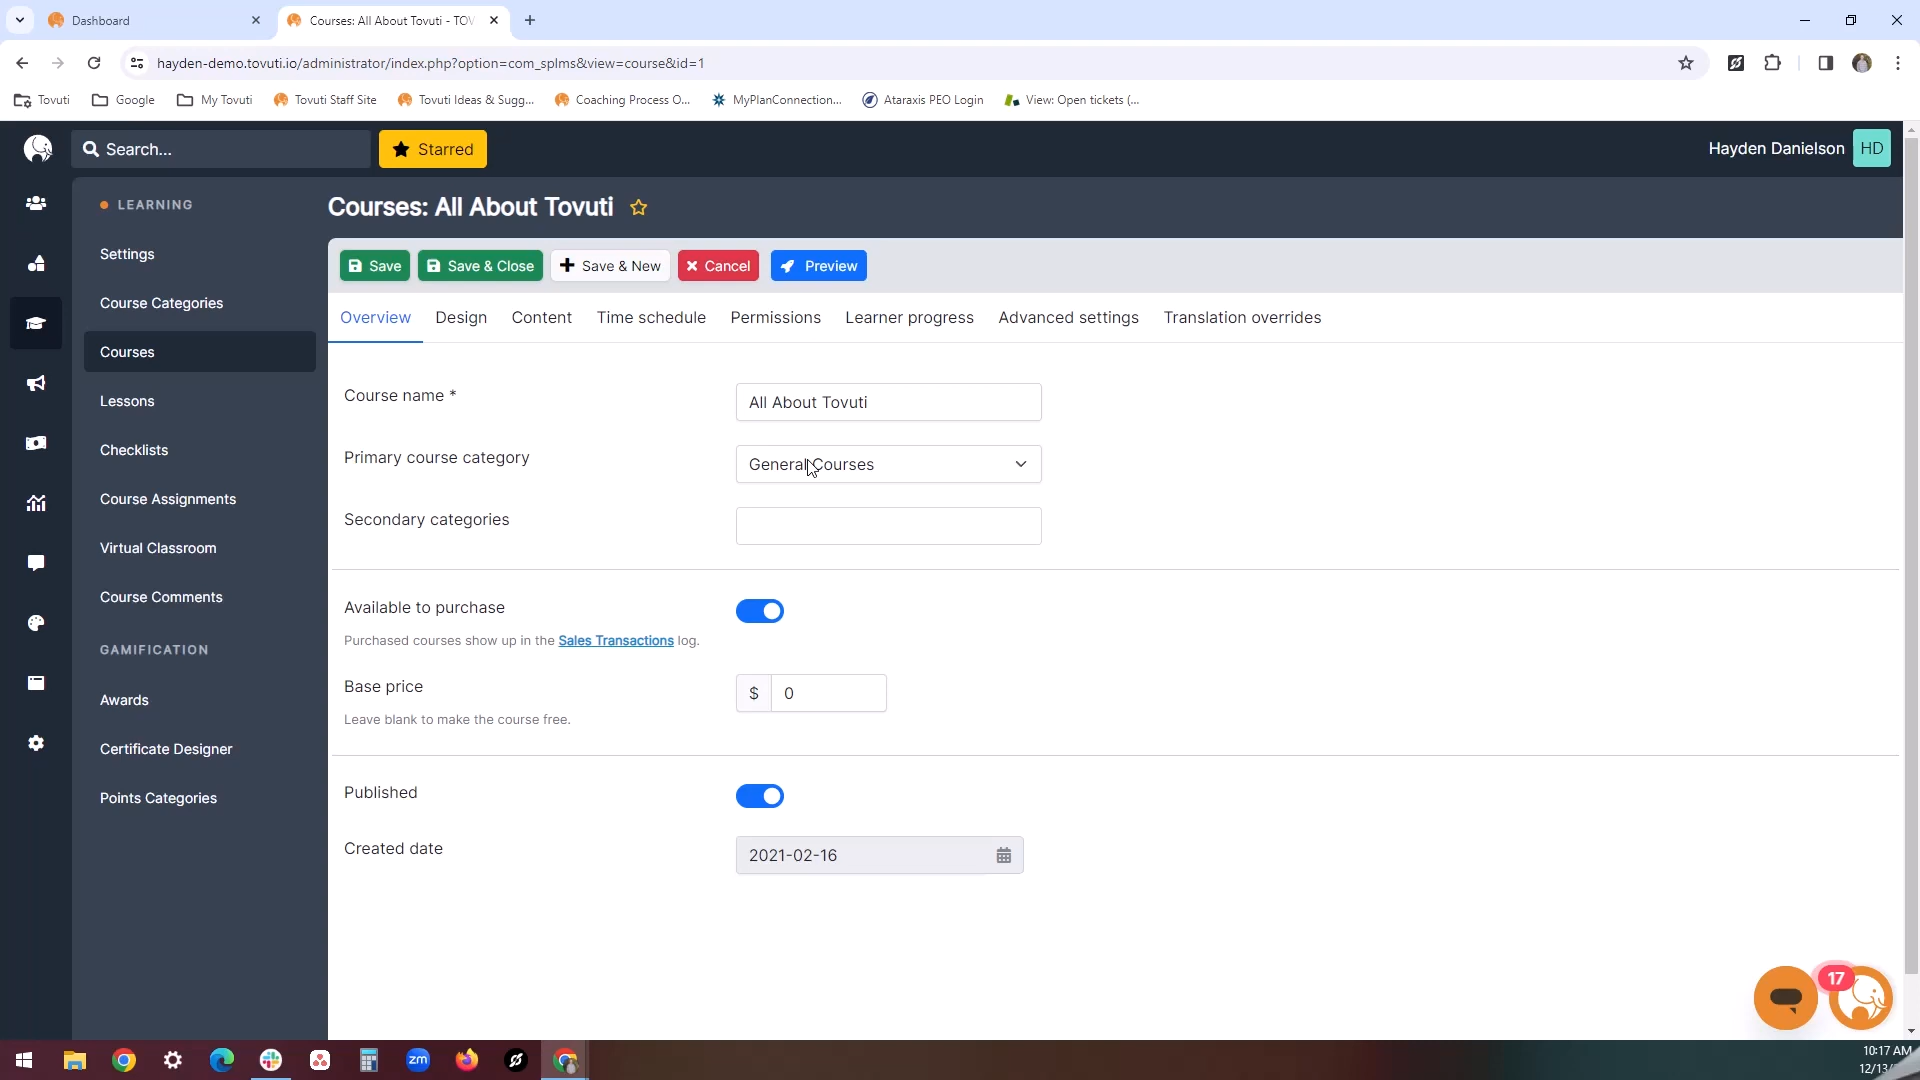 Dashboard
Courses: All About Tovuti - TOV
hayden-demo.tovuti.io/administrator/index.php?option=com_splms&view=course&id=1
Tovuti
Google
My Tovuti
Tovuti Staff Site
Tovuti Ideas & Sugg...
Coaching Process O...
MyPlanConnection...
Ataraxis PEO Login
View: Open tickets (...
Search...
Starred
Hayden Danielson
HD
LEARNING
Settings
Course Categories
Courses
Lessons
Checklists
Course Assignments
Virtual Classroom
Course Comments
GAMIFICATION
Awards
Certificate Designer
Points Categories
Courses: All About Tovuti
Save
Save & Close
Save & New
Cancel
Preview
Overview
Design
Content
Time schedule
Permissions
Learner progress
Advanced settings
Translation overrides
Course name *
All About Tovuti
Primary course category
General Courses
Secondary categories
Available to purchase
Purchased courses show up in the Sales Transactions log.
Base price
$ 0
Leave blank to make the course free.
Published
Created date
2021-02-16
17
zm
10:17 AM
12/13/